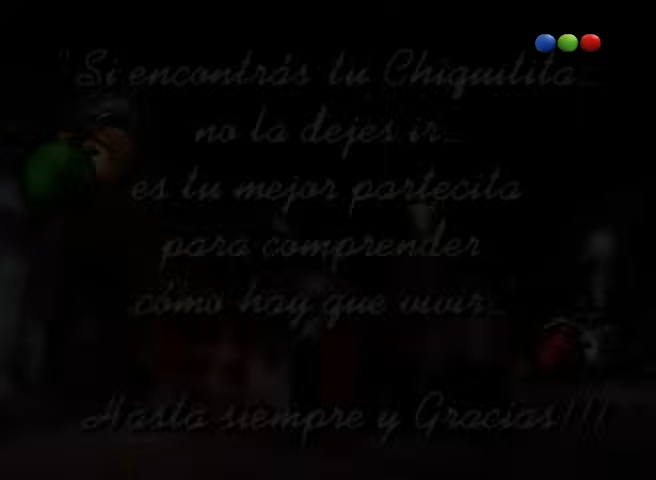 "Si encontrás tu Chiquitita
no la dejes ir...
es tu mejor partecita
para comprender
cómo hay que vivir...
Hasta siempre y Gracias!!!